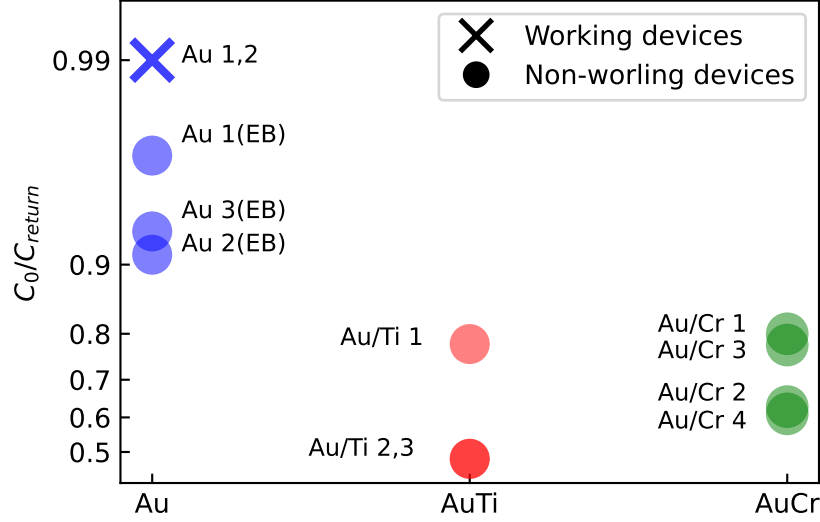 Working devices
Non-worling devices
0.99
0.9
0.8
0.7
0.6
0.5
C0/Creturn
Au 1,2
Au 1(EB)
Au 3(EB)
Au 2(EB)
Au/Ti 1
Au/Ti 2,3
Au/Cr 1
Au/Cr 3
Au/Cr 2
Au/Cr 4
Au
AuTi
AuCr